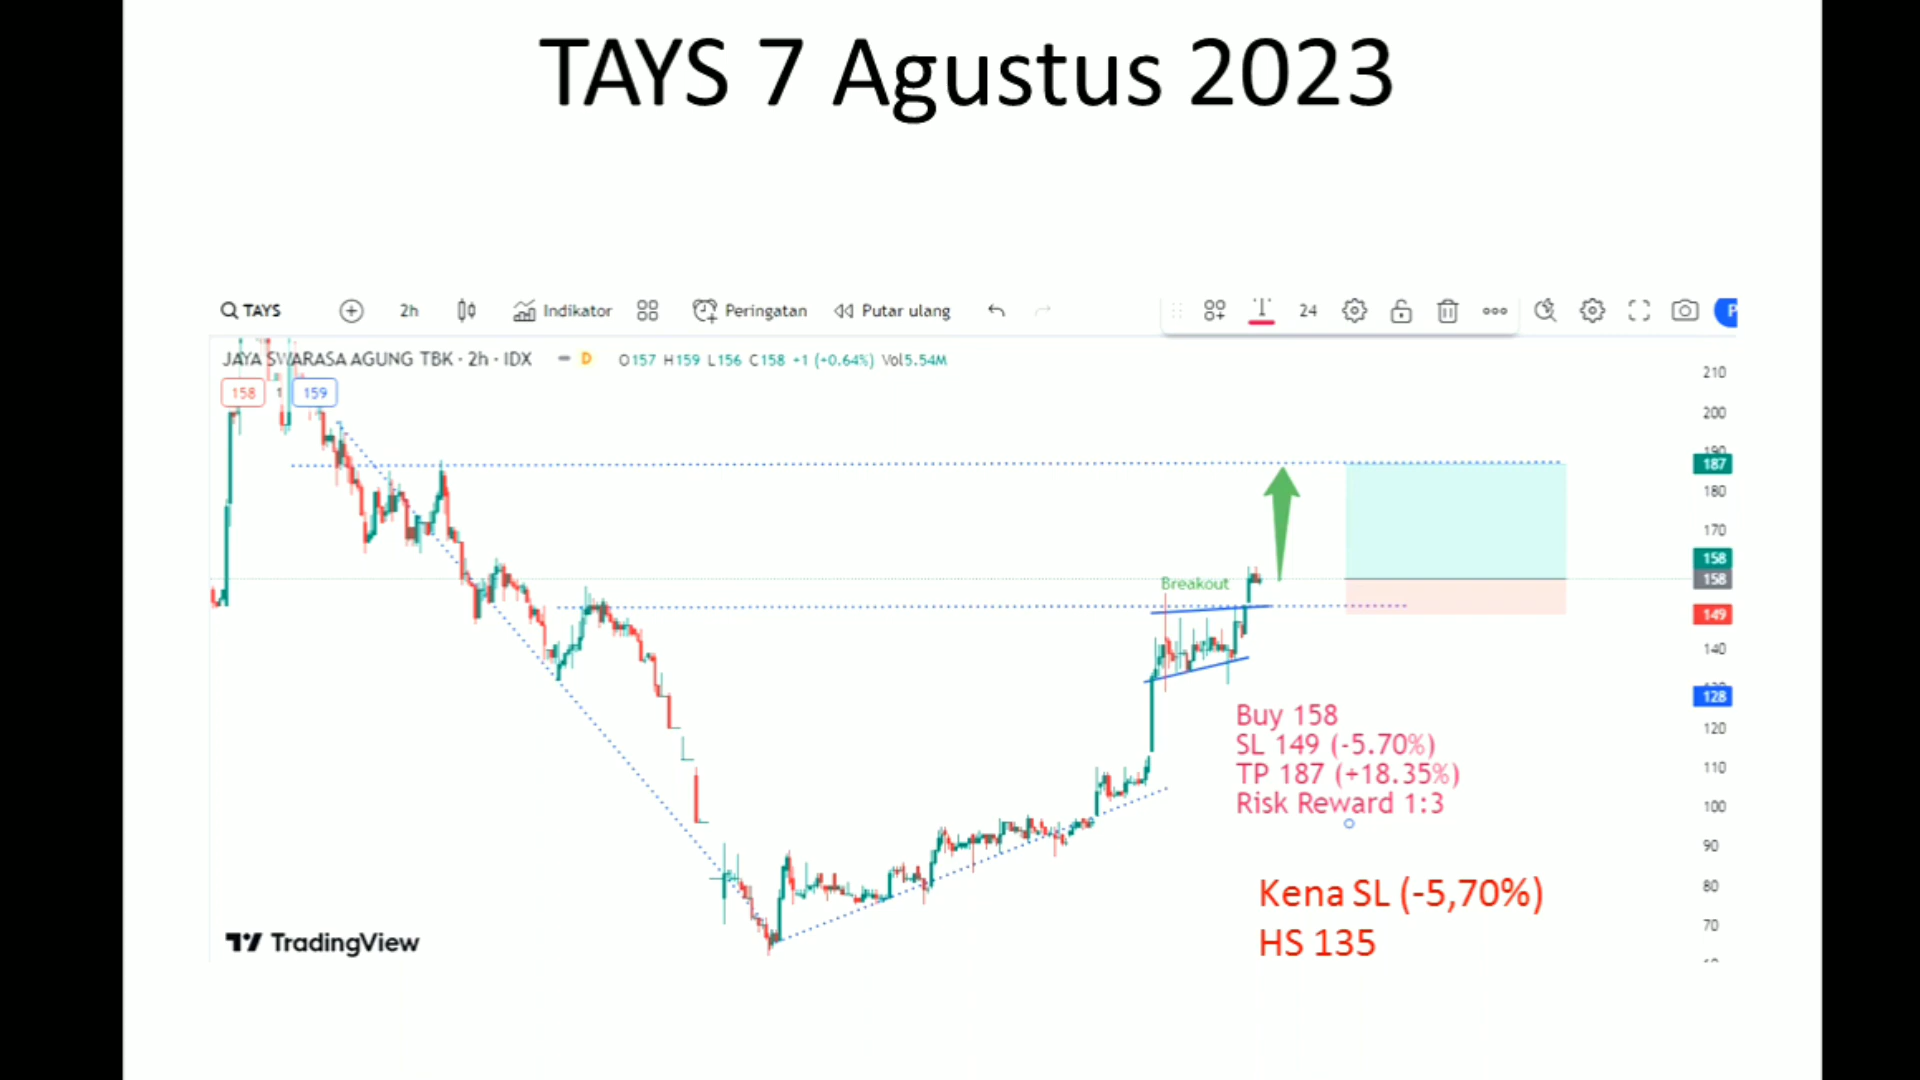 TAYS 7 Agustus 2023
TAYS 2h Indikator Peringatan Putar ulang 24 P
JAYA SWARASA AGUNG TBK · 2h · IDX D O157 H159 L156 C158 +1 (+0.64%) Vol5.54M
158 1 159
210
200
190
187
180
170
158
158
149
140
128
120
110
100
90
80
70
Breakout
Buy 158
SL 149 (-5.70%)
TP 187 (+18.35%)
Risk Reward 1:3
Kena SL (-5,70%)
HS 135
TradingView